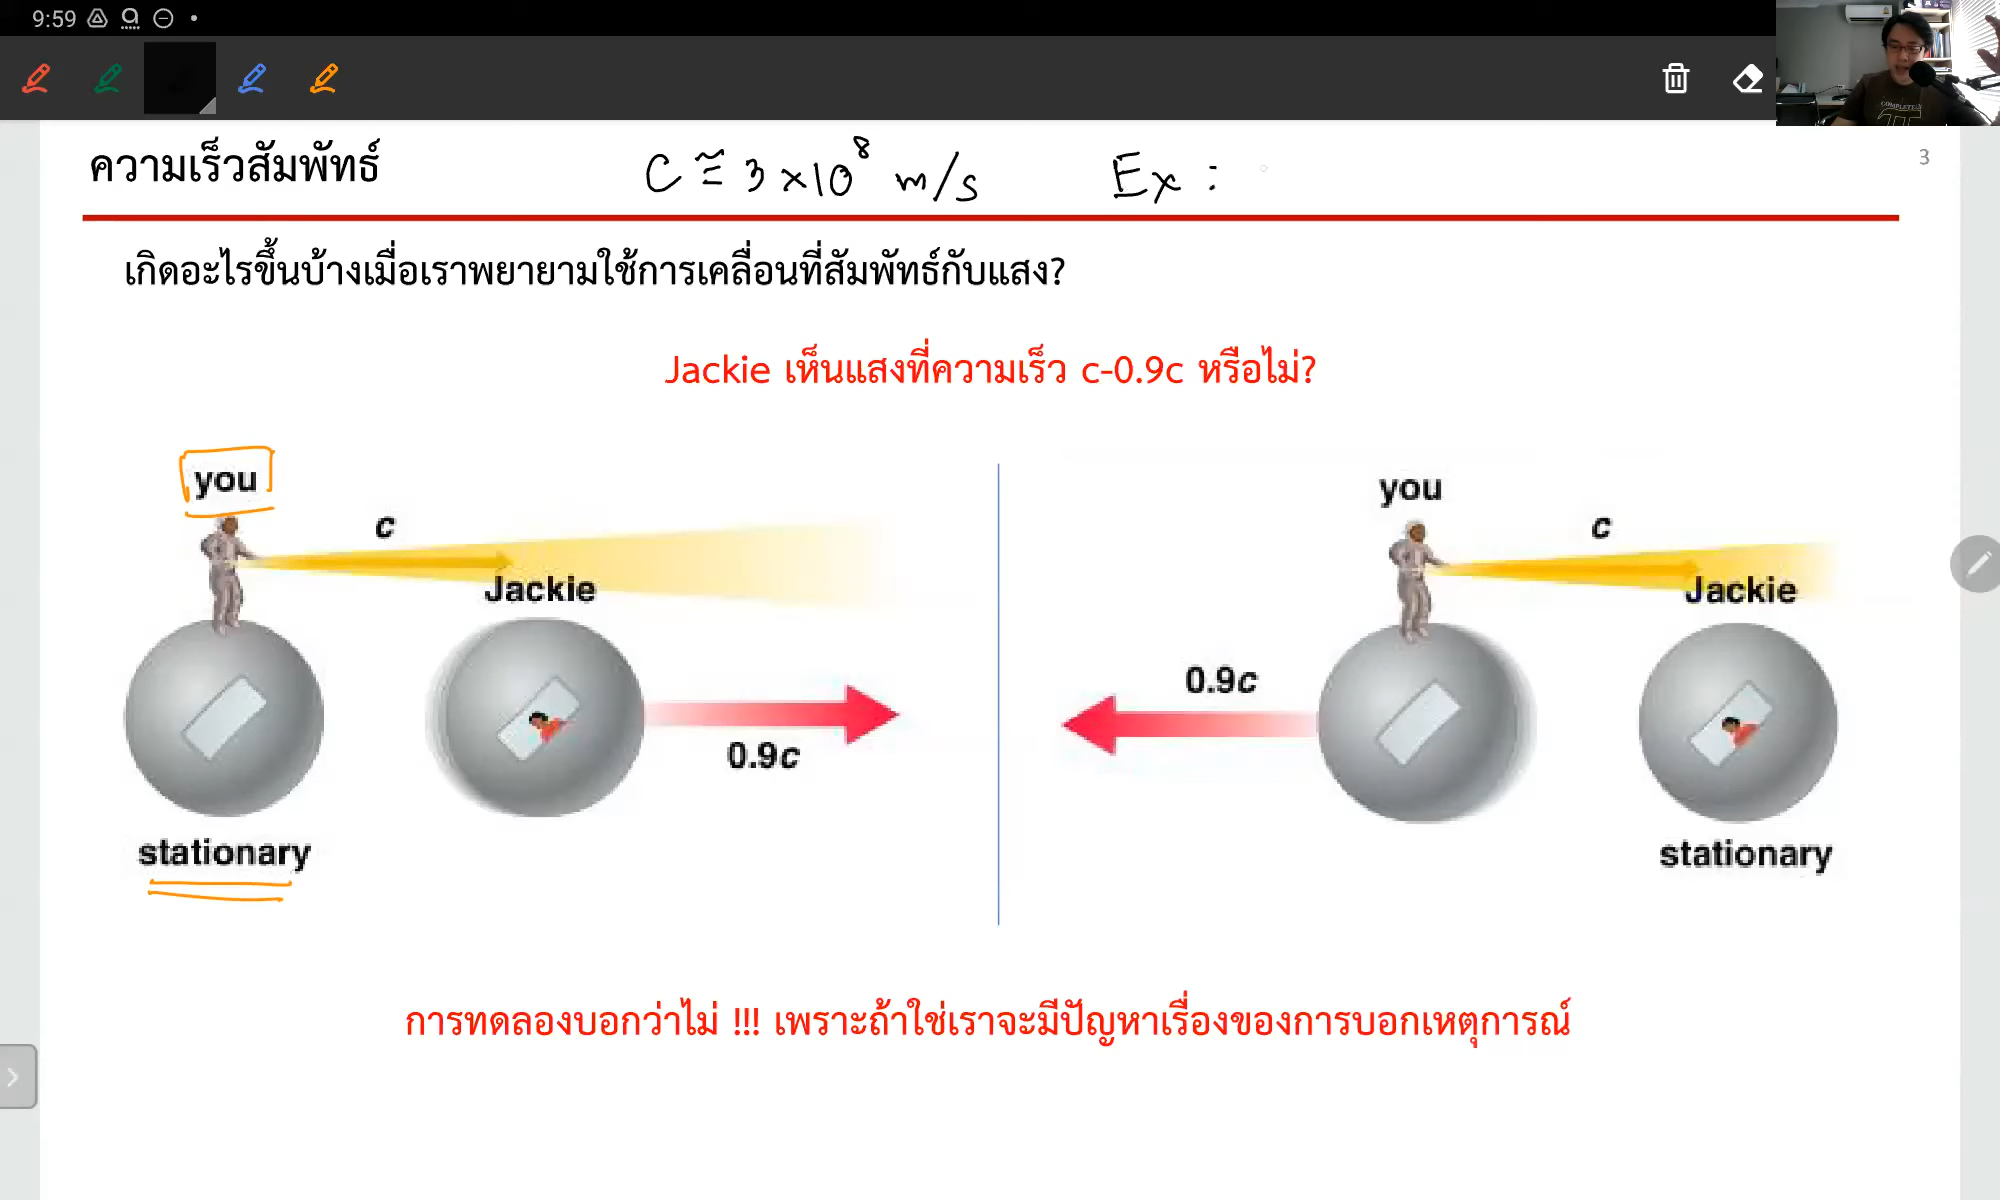 9:59
ความเร็วสัมพัทธ์
C ≅ 3 ×10⁸ m/s
Ex :
3
เกิดอะไรขึ้นบ้างเมื่อเราพยายามใช้การเคลื่อนที่สัมพัทธ์กับแสง?
Jackie เห็นแสงที่ความเร็ว c-0.9c หรือไม่?
you
c
Jackie
0.9c
stationary
you
c
Jackie
0.9c
stationary
การทดลองบอกว่าไม่ !!! เพราะถ้าใช่เราจะมีปัญหาเรื่องของการบอกเหตุการณ์